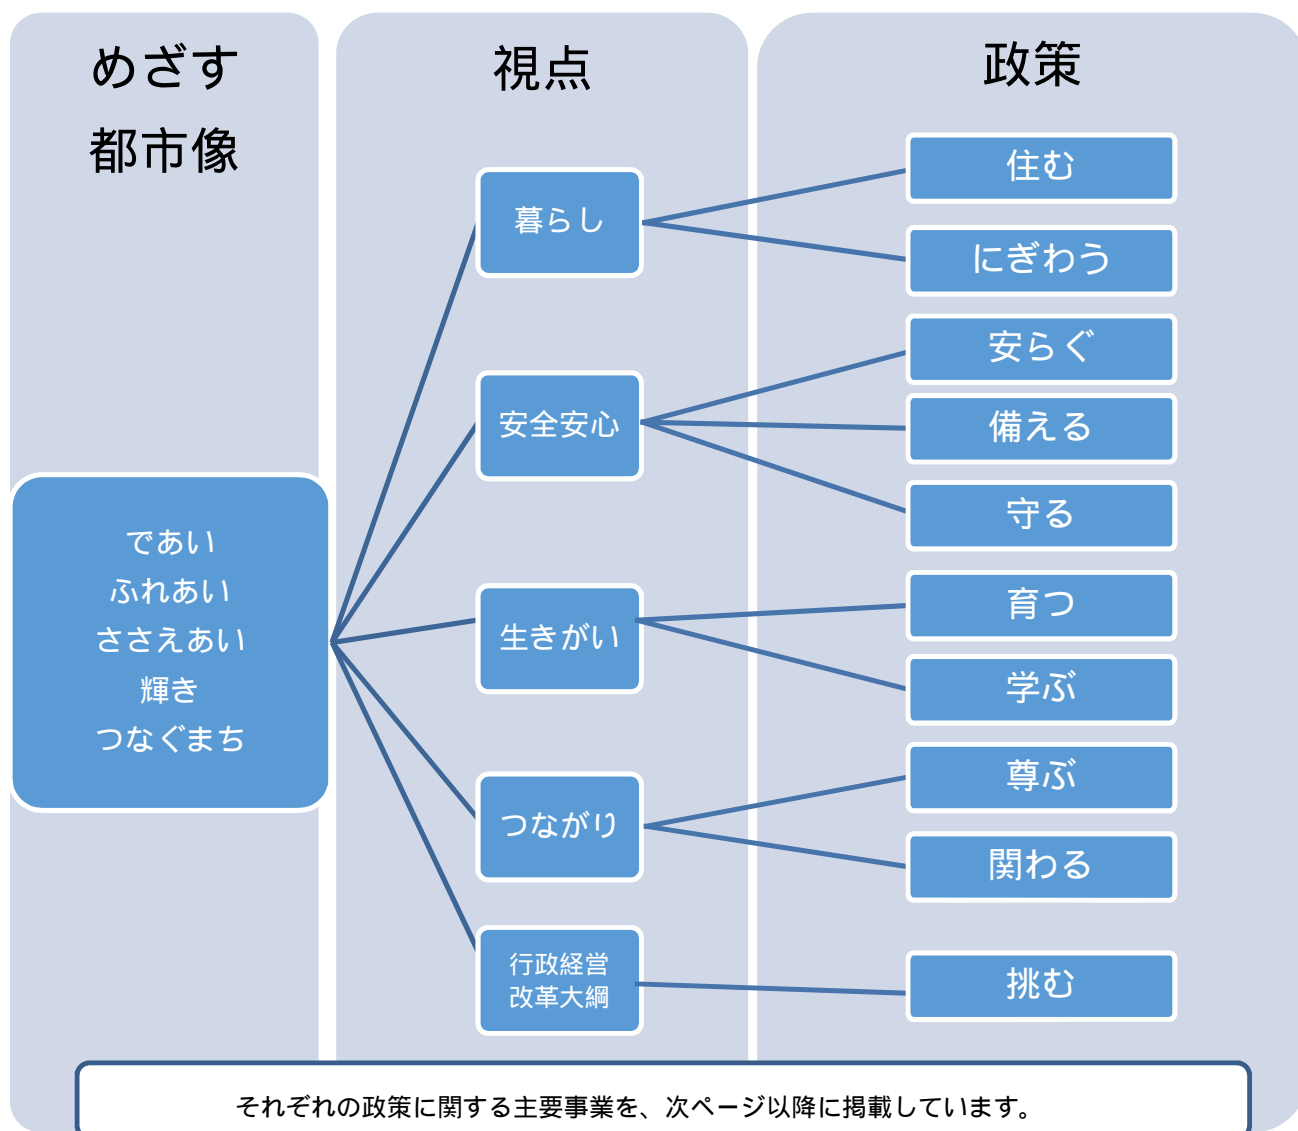 めざす
都市像
視点
政策
であい
ふれあい
ささえあい
輝き
つなぐまち
暮らし
安全安心
生きがい
つながり
行政経営
改革大綱
住む
にぎわう
安らぐ
備える
守る
育つ
学ぶ
尊ぶ
関わる
挑む
それぞれの政策に関する主要事業を、次ページ以降に掲載しています。